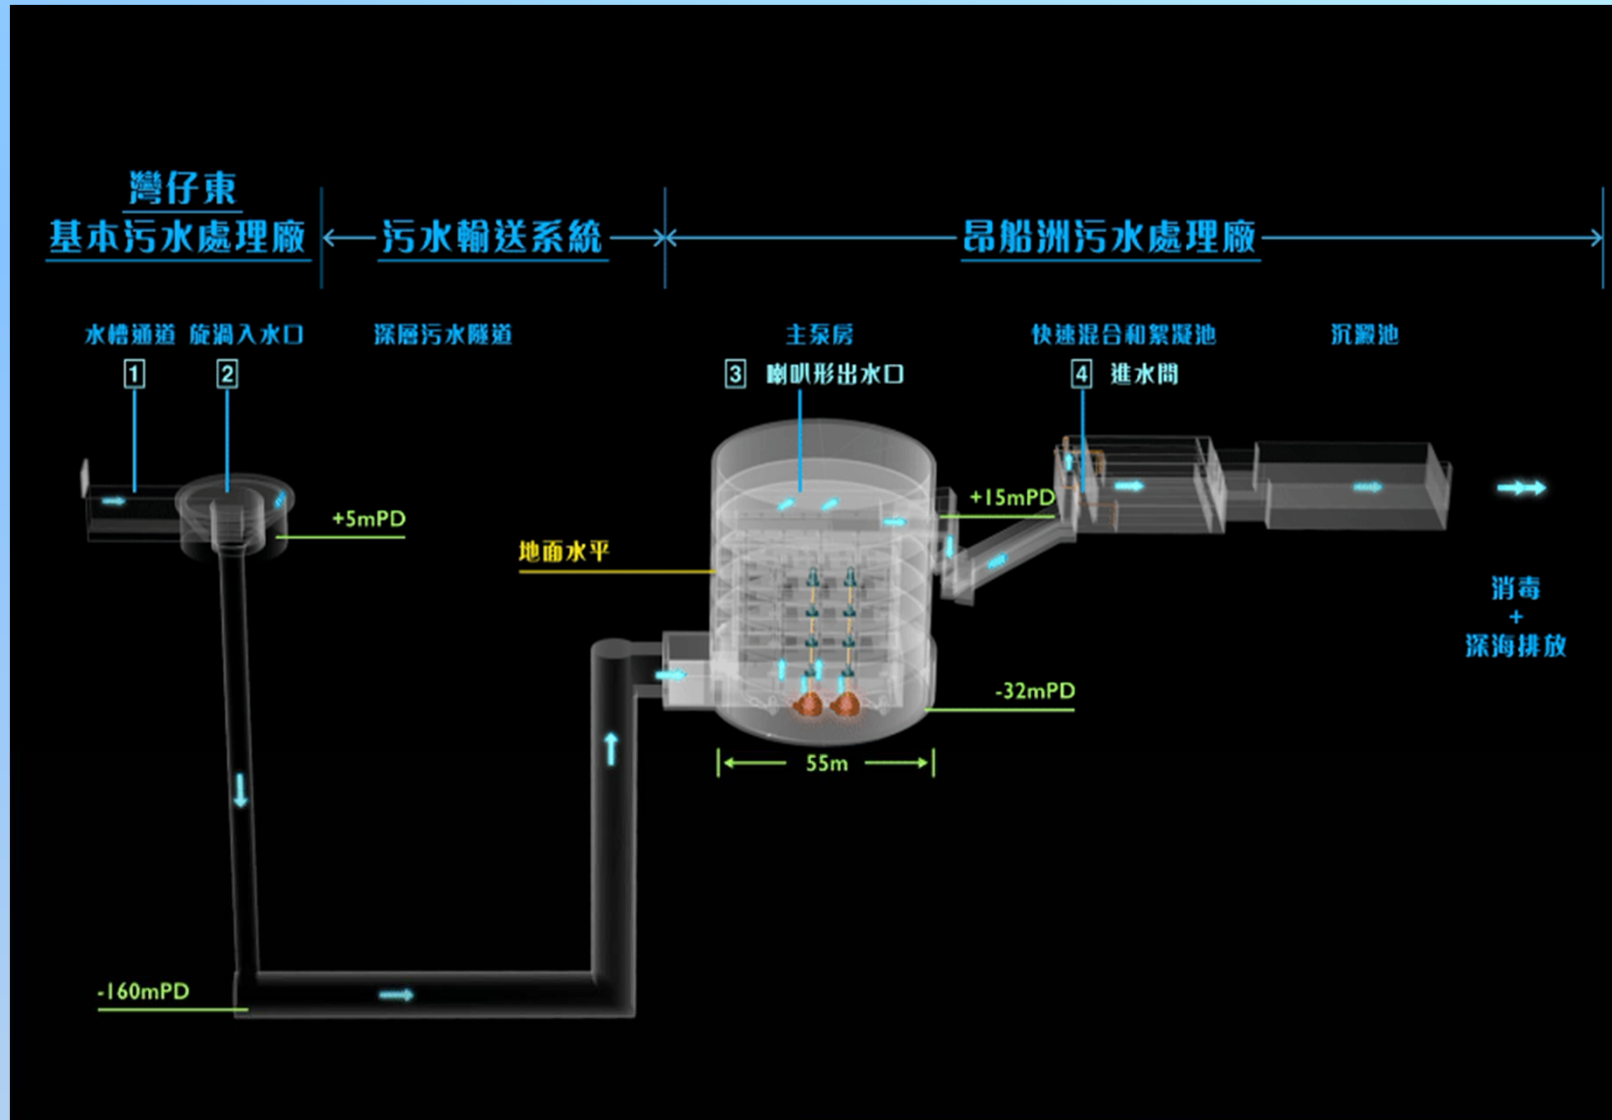 灣仔東
基本污水處理廠
污水輸送系統
昂船洲污水處理廠
水槽通道
旋渦入水口
深層污水隧道
主泵房
快速混合和絮凝池
沉澱池
1
2
3 喇叭形出水口
4 進水閘
+5mPD
+15mPD
地面水平
消毒
+
深海排放
-32mPD
55m
-160mPD